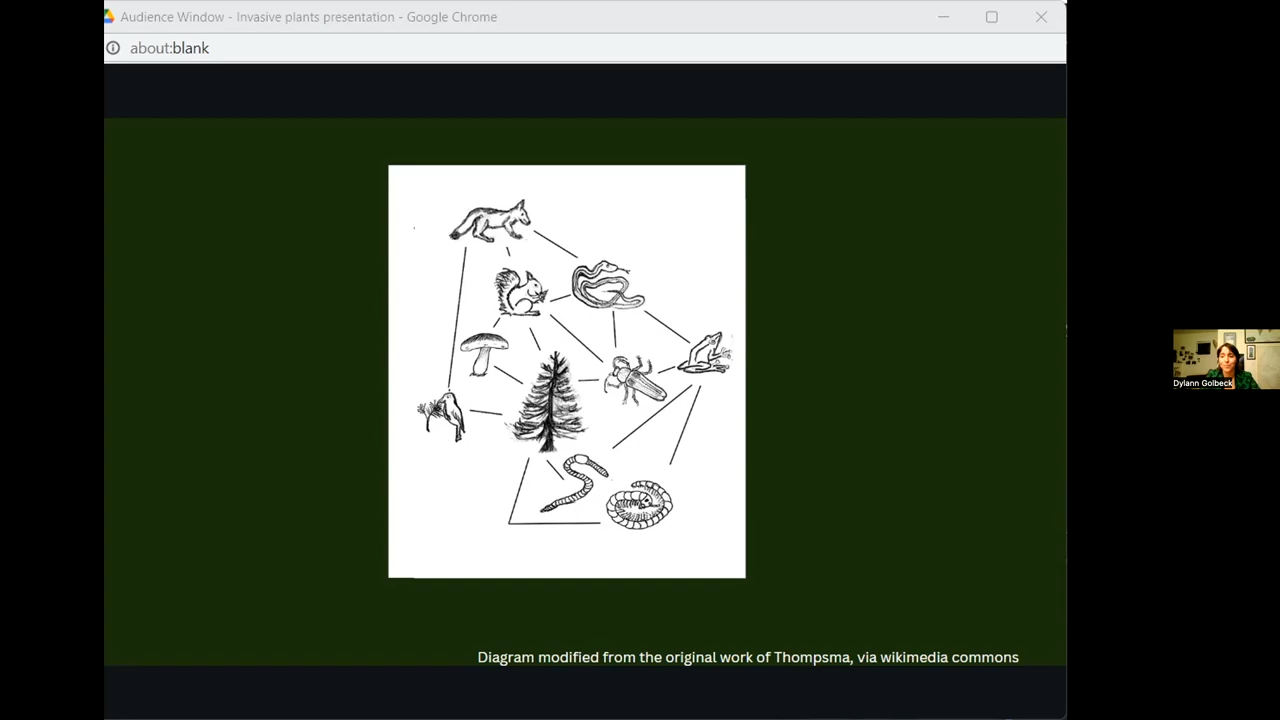 Audience Window - Invasive plants presentation - Google Chrome
about:blank
Dylann Golbeck
Diagram modified from the original work of Thompsma, via wikimedia commons